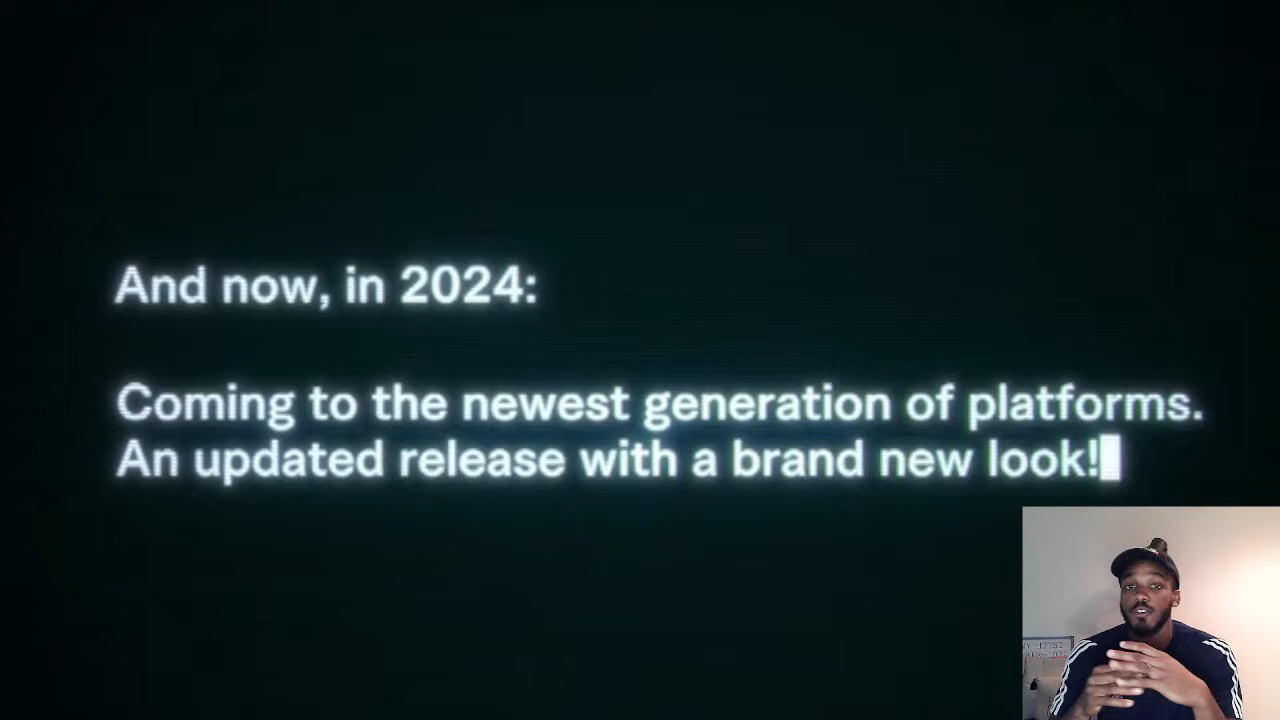 And now, in 2024:
Coming to the newest generation of platforms.
An updated release with a brand new look!